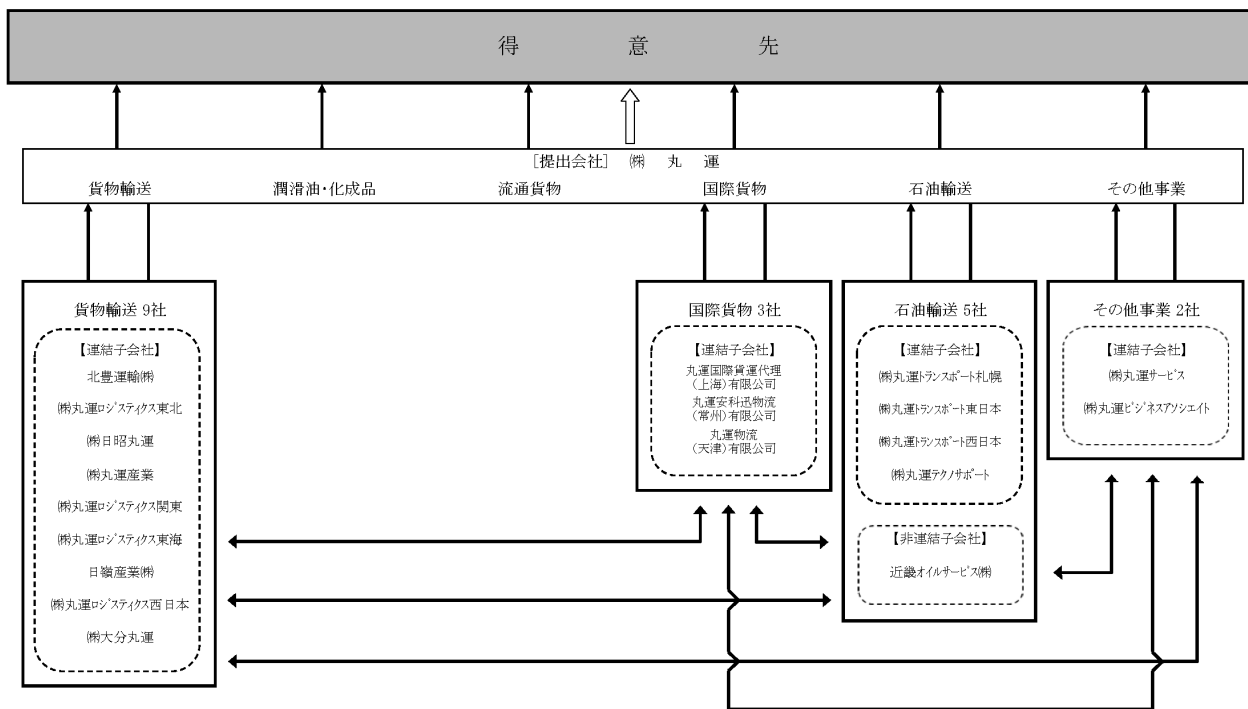 得意先
[提出会社] ㈱ 丸 運
貨物輸送
潤滑油・化成品
流通貨物
国際貨物
石油輸送
その他事業
貨物輸送 9社
【連結子会社】
北豊運輸㈱
㈱丸運ロジスティクス東北
㈱日昭丸運
㈱丸運産業
㈱丸運ロジスティクス関東
㈱丸運ロジスティクス東海
日嶺産業㈱
㈱丸運ロジスティクス西日本
㈱大分丸運
国際貨物 3社
【連結子会社】
丸運国際貨運代理
(上海)有限公司
丸運安科迅物流
(常州)有限公司
丸運物流
(天津)有限公司
石油輸送 5社
【連結子会社】
㈱丸運トランスポート札幌
㈱丸運トランスポート東日本
㈱丸運トランスポート西日本
㈱丸運テクノサポート
【非連結子会社】
近畿オイルサービス㈱
その他事業 2社
【連結子会社】
㈱丸運サービス
㈱丸運ビジネスアソシエイト